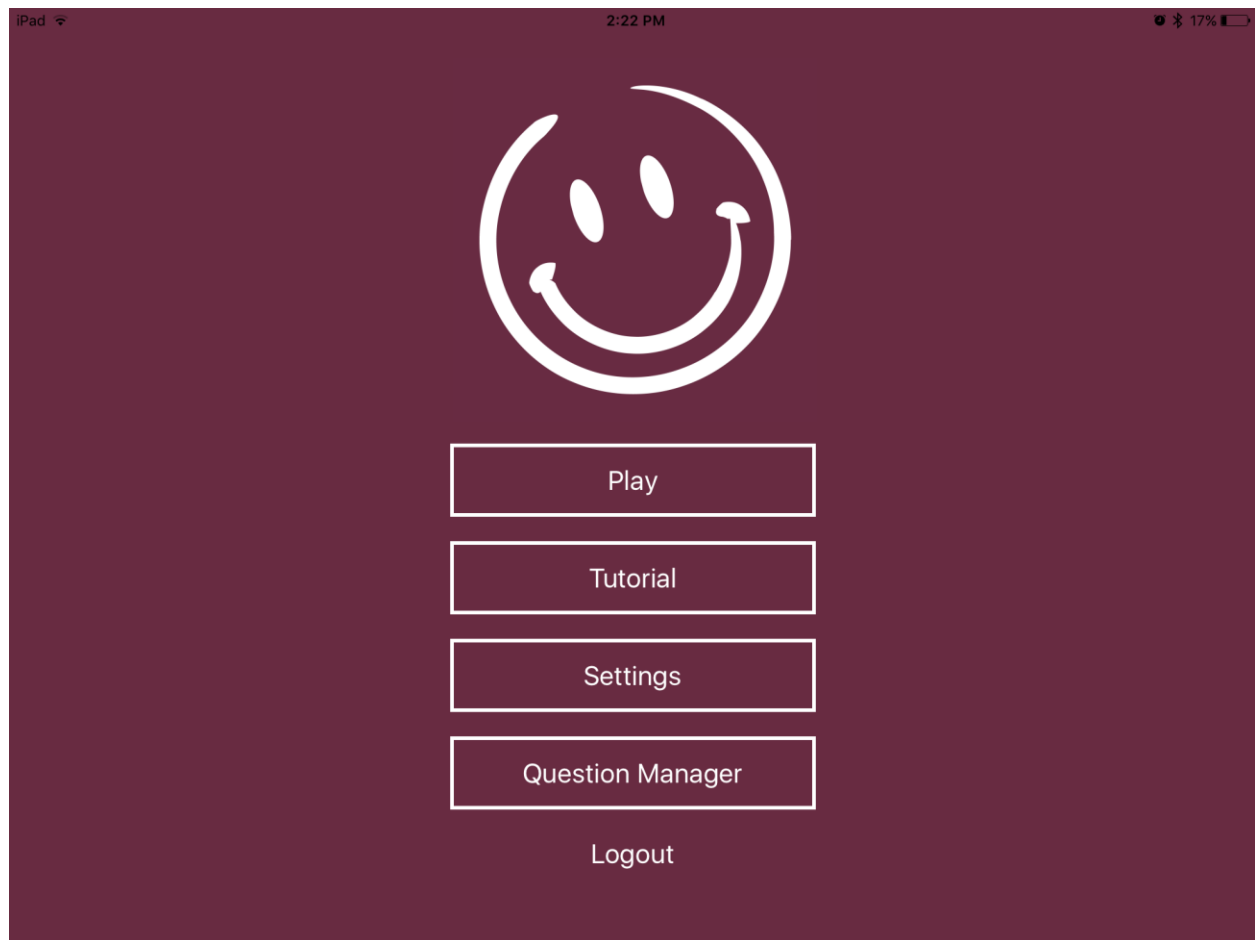 iPad 2:22 PM 17%
Play
Tutorial
Settings
Question Manager
Logout